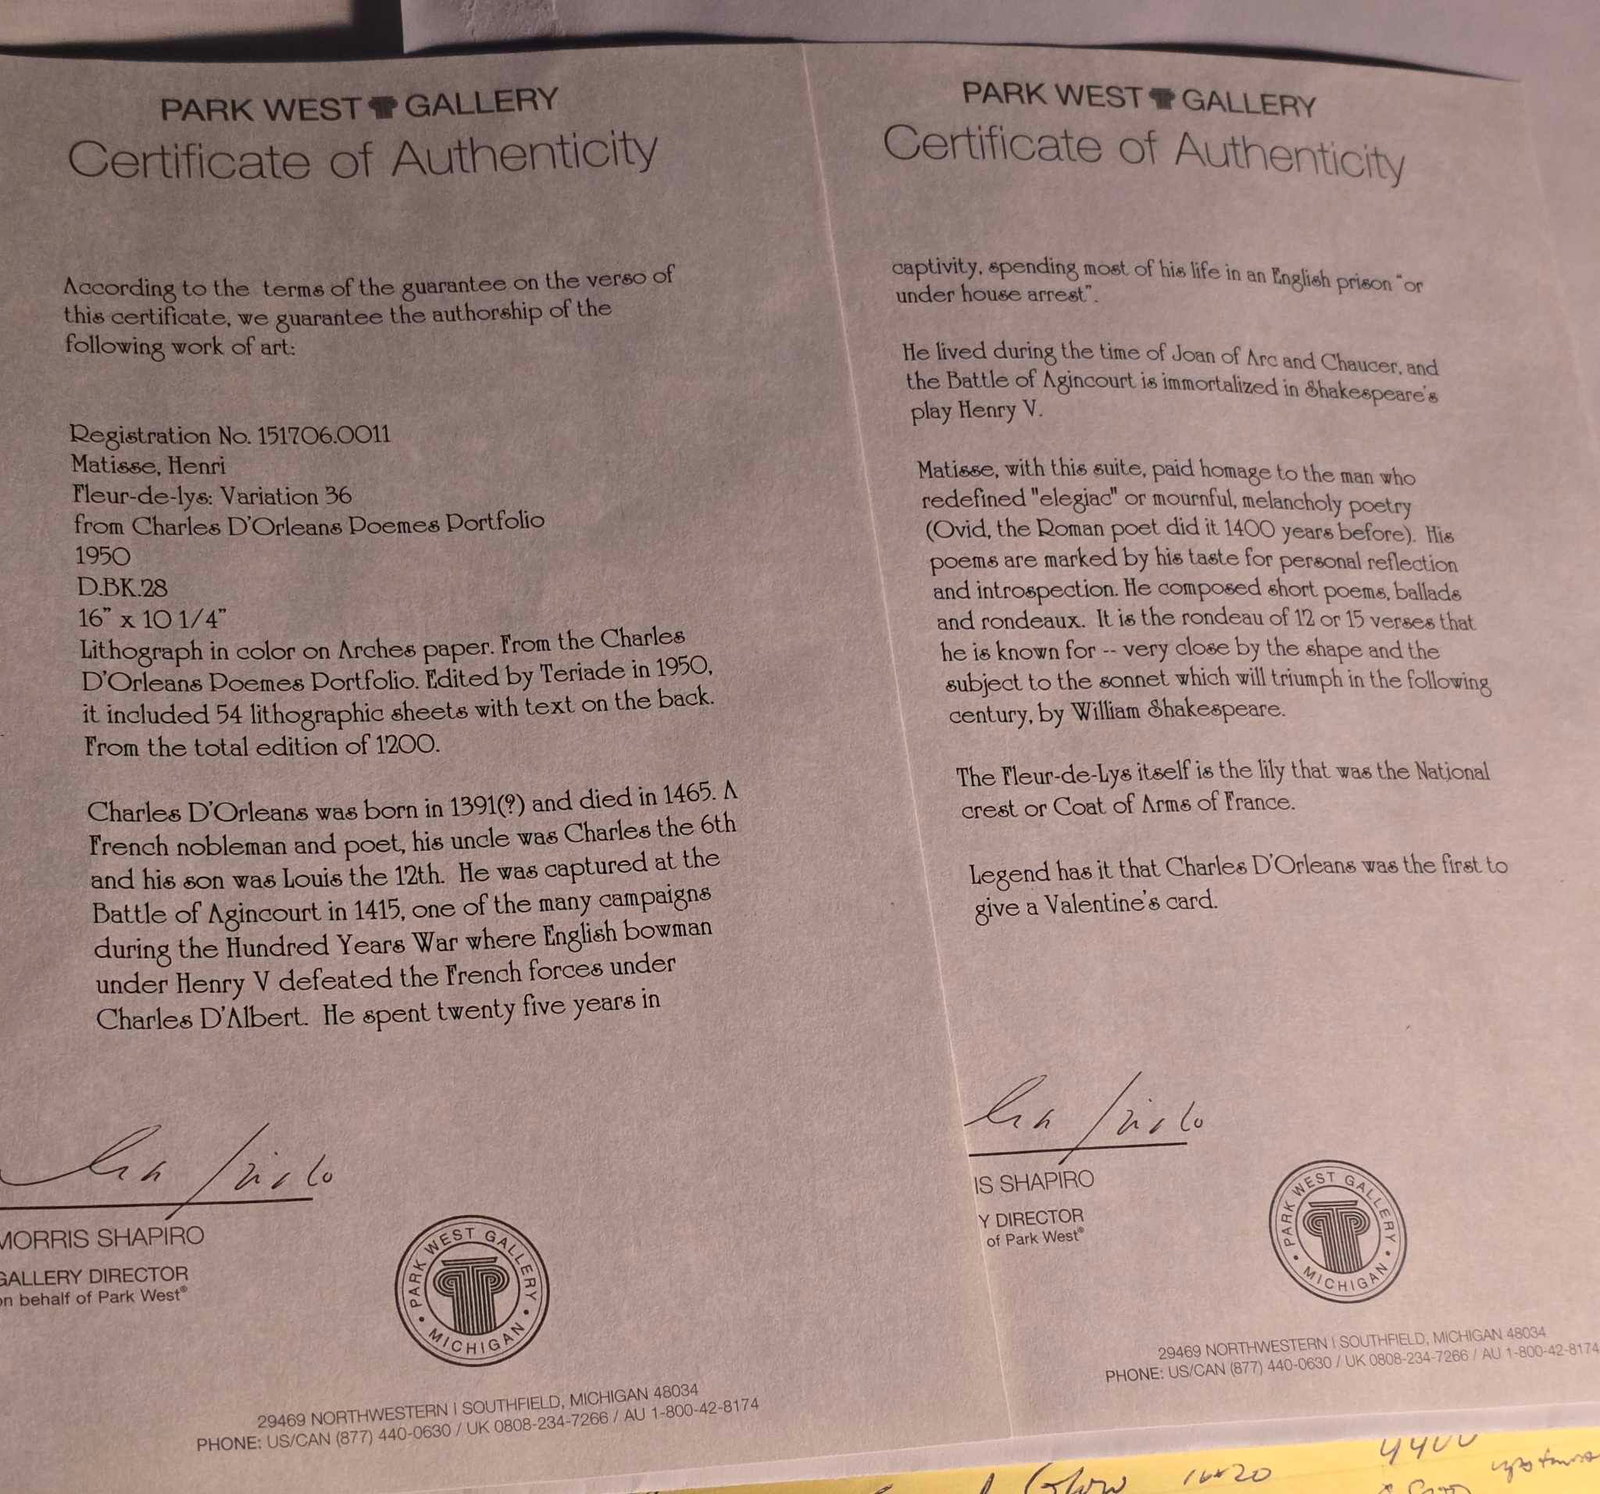 PARK WEST GALLERY
Certificate of Authenticity
According to the terms of the guarantee on the verso of
this certificate, we guarantee the authorship of the
following work of art:
Registration No. 151706.0011
Matisse, Henri
Fleur-de-lys: Variation 36
from Charles D'Orleans Poemes Portfolio
1950
D.BK.28
16" x 10 1/4"
Lithograph in color on Arches paper. From the Charles
D'Orleans Poemes Portfolio. Edited by Teriade in 1950,
it included 54 lithographic sheets with text on the back.
From the total edition of 1200.
Charles D'Orleans was born in 1391(?) and died in 1465. A
French nobleman and poet, his uncle was Charles the 6th
and his son was Louis the 12th. He was captured at the
Battle of Agincourt in 1415, one of the many campaigns
during the Hundred Years War where English bowman
under Henry V defeated the French forces under
Charles D'Albert. He spent twenty five years in
MORRIS SHAPIRO
GALLERY DIRECTOR
on behalf of Park West®
PARK WEST GALLERY
MICHIGAN
29469 NORTHWESTERN | SOUTHFIELD, MICHIGAN 48034
PHONE: US/CAN (877) 440-0630 / UK 0808-234-7266 / AU 1-800-42-8174
PARK WEST GALLERY
Certificate of Authenticity
captivity, spending most of his life in an English prison "or
under house arrest".
He lived during the time of Joan of Arc and Chaucer, and
the Battle of Agincourt is immortalized in Shakespeare's
play Henry V.
Matisse, with this suite, paid homage to the man who
redefined "elegiac" or mournful, melancholy poetry
(Ovid, the Roman poet did it 1400 years before). His
poems are marked by his taste for personal reflection
and introspection. He composed short poems, ballads
and rondeaux. It is the rondeau of 12 or 15 verses that
he is known for -- very close by the shape and the
subject to the sonnet which will triumph in the following
century, by William Shakespeare.
The Fleur-de-Lys itself is the lily that was the National
crest or Coat of Arms of France.
Legend has it that Charles D'Orleans was the first to
give a Valentine's card.
IS SHAPIRO
Y DIRECTOR
of Park West®
PARK WEST GALLERY
MICHIGAN
29469 NORTHWESTERN | SOUTHFIELD, MICHIGAN 48034
PHONE: US/CAN (877) 440-0630 / UK 0808-234-7266 / AU 1-800-42-8174
16x20
4400